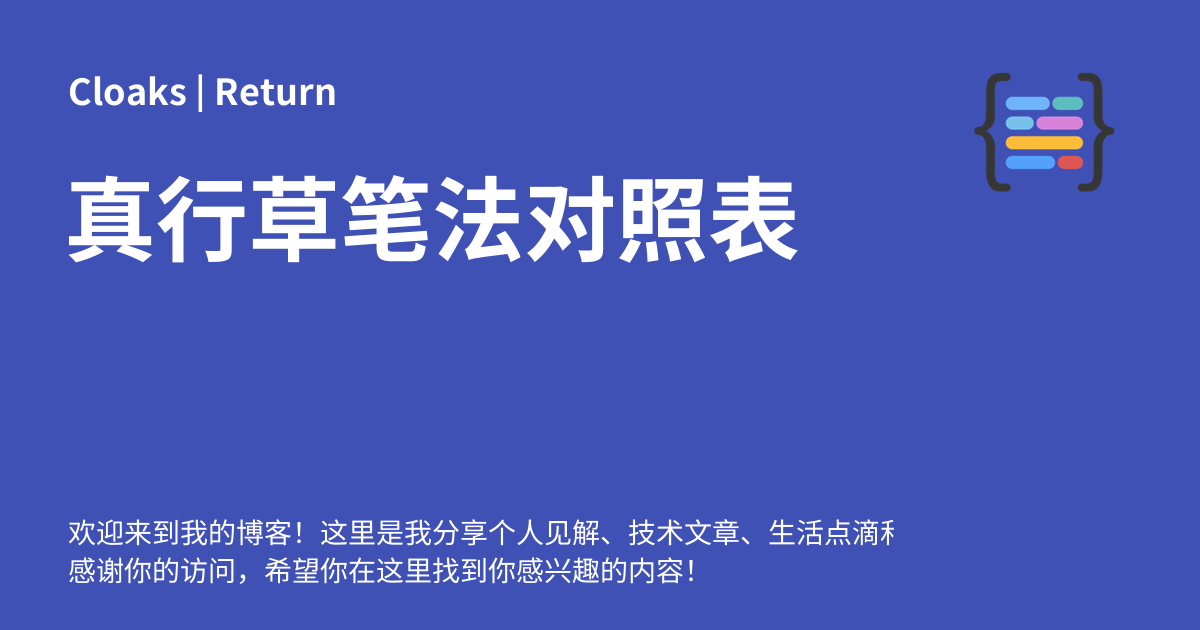 Cloaks | Return
真行草笔法对照表
欢迎来到我的博客！这里是我分享个人见解、技术文章、生活点滴
感谢你的访问，希望你在这里找到你感兴趣的内容！